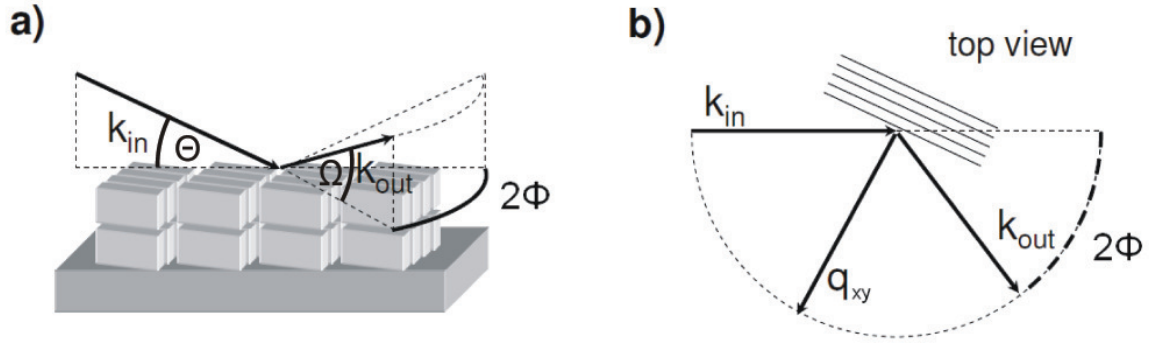 a)
k_in
Θ
Ω
k_out
2Φ
b)
top view
k_in
k_out
q_xy
2Φ